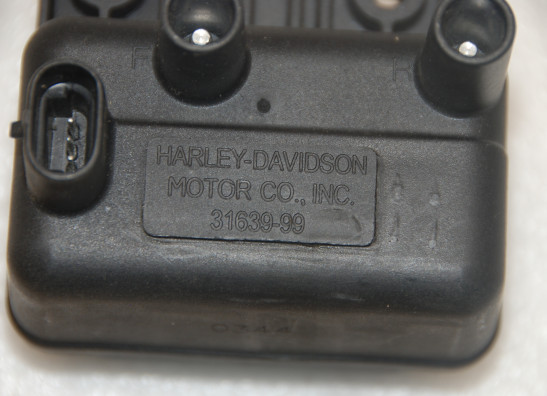 F R
HARLEY-DAVIDSON
MOTOR CO., INC.
31639-99